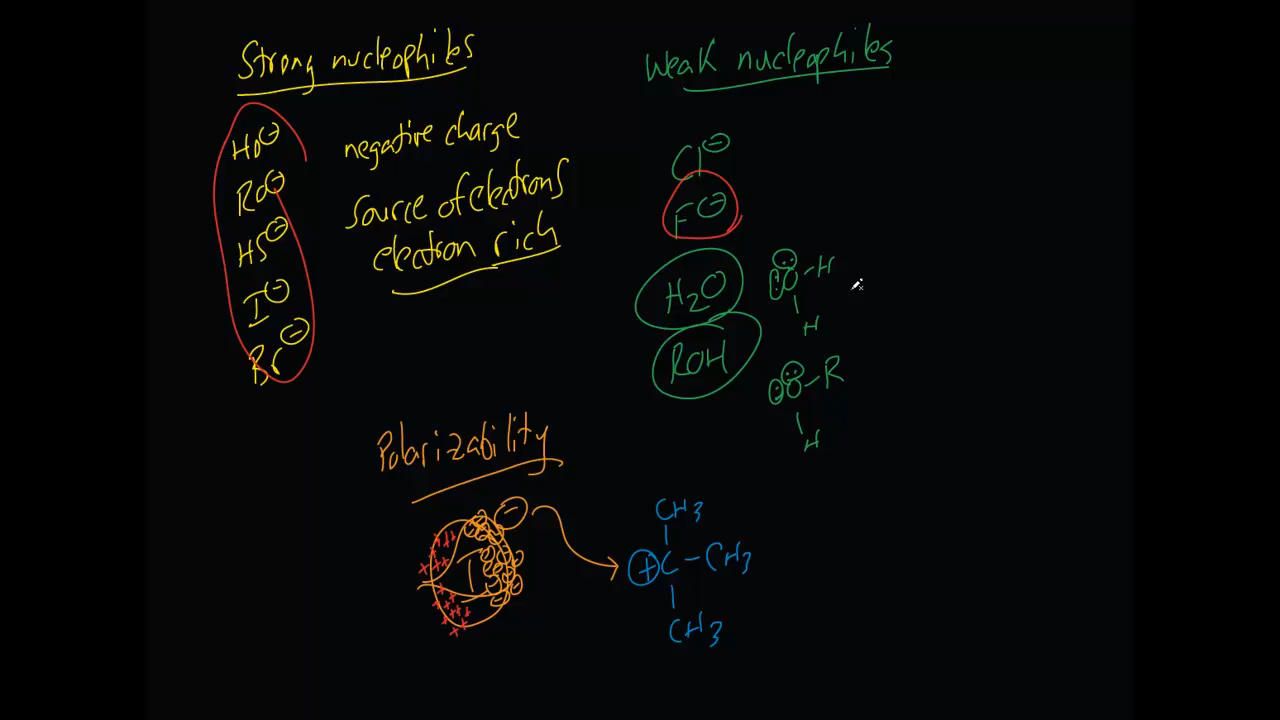 Strong nucleophiles
HO⊖
RO⊖
HS⊖
I⊖
Br⊖
negative charge
source of electrons
electron rich
Weak nucleophiles
Cl⊖
F⊖
H2O
ROH
O-H
H
O-R
H
Polarizability
I
CH3
⊕C-CH3
CH3